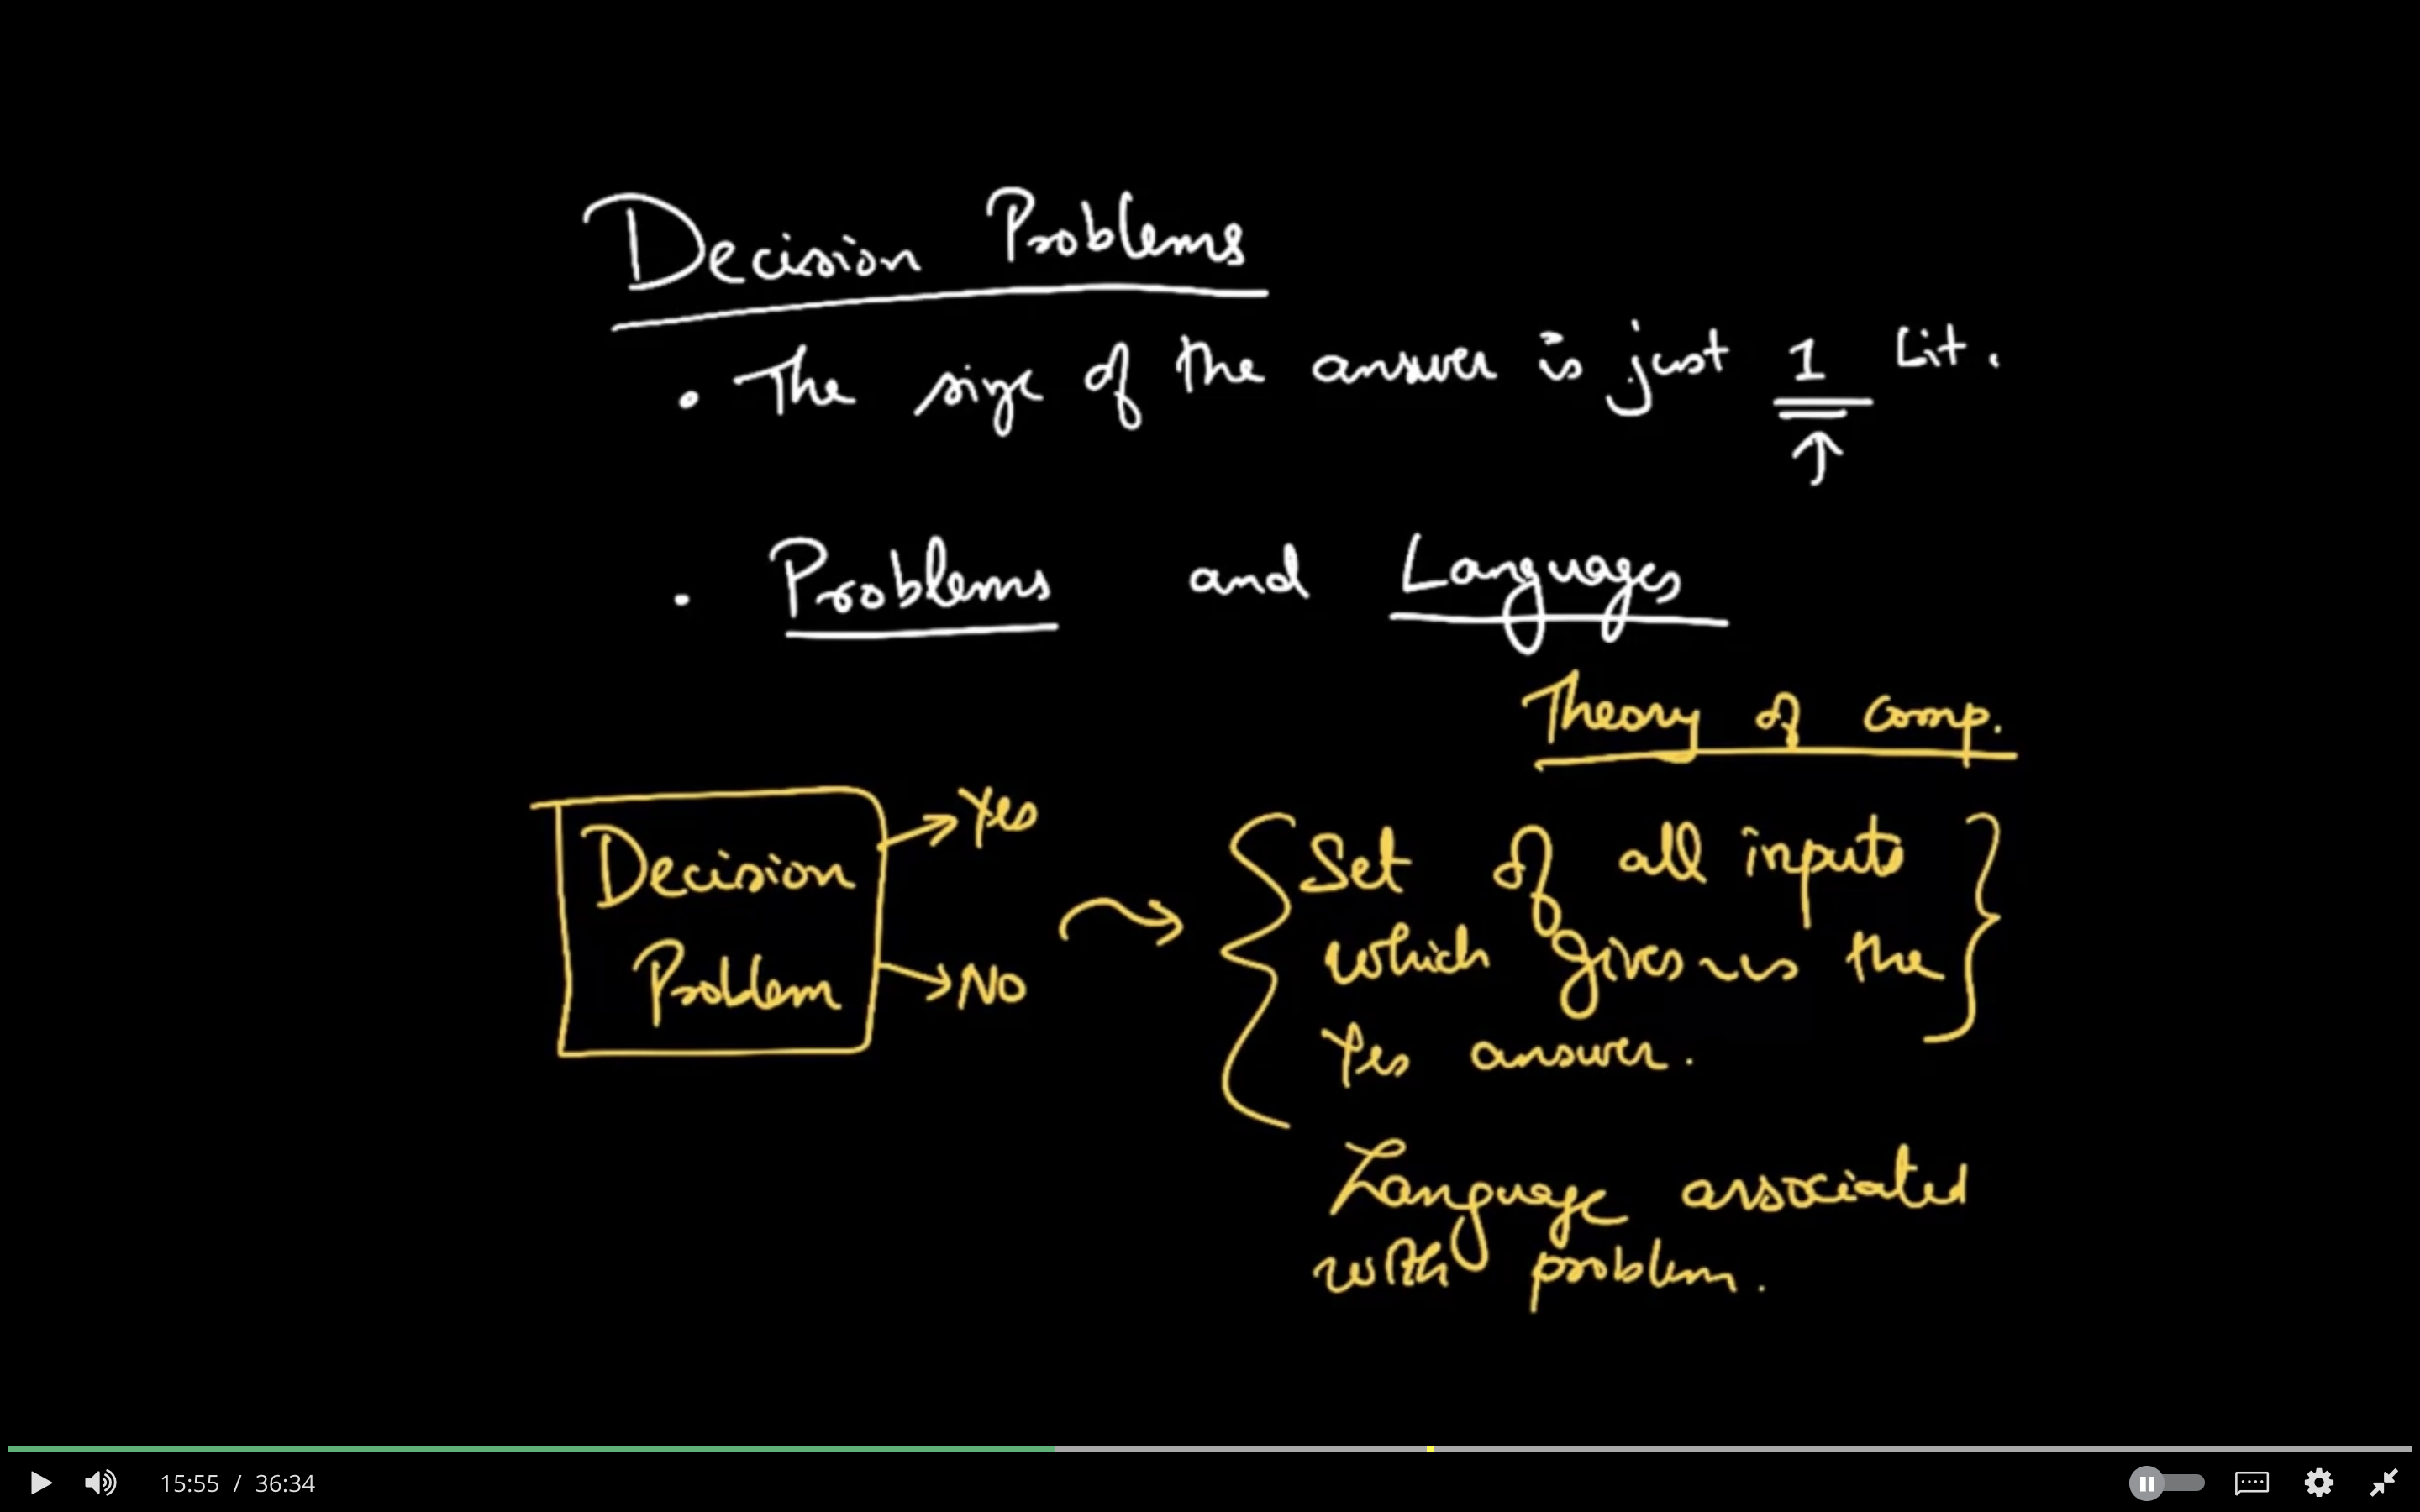 Decision Problems
• The size of the answer is just 1 bit.
• Problems and Languages
Theory of Comp.
Decision
Problem
Yes
No
Set of all inputs
which gives us the
Yes answer.
Language associated
with problem.
15:55 / 36:34